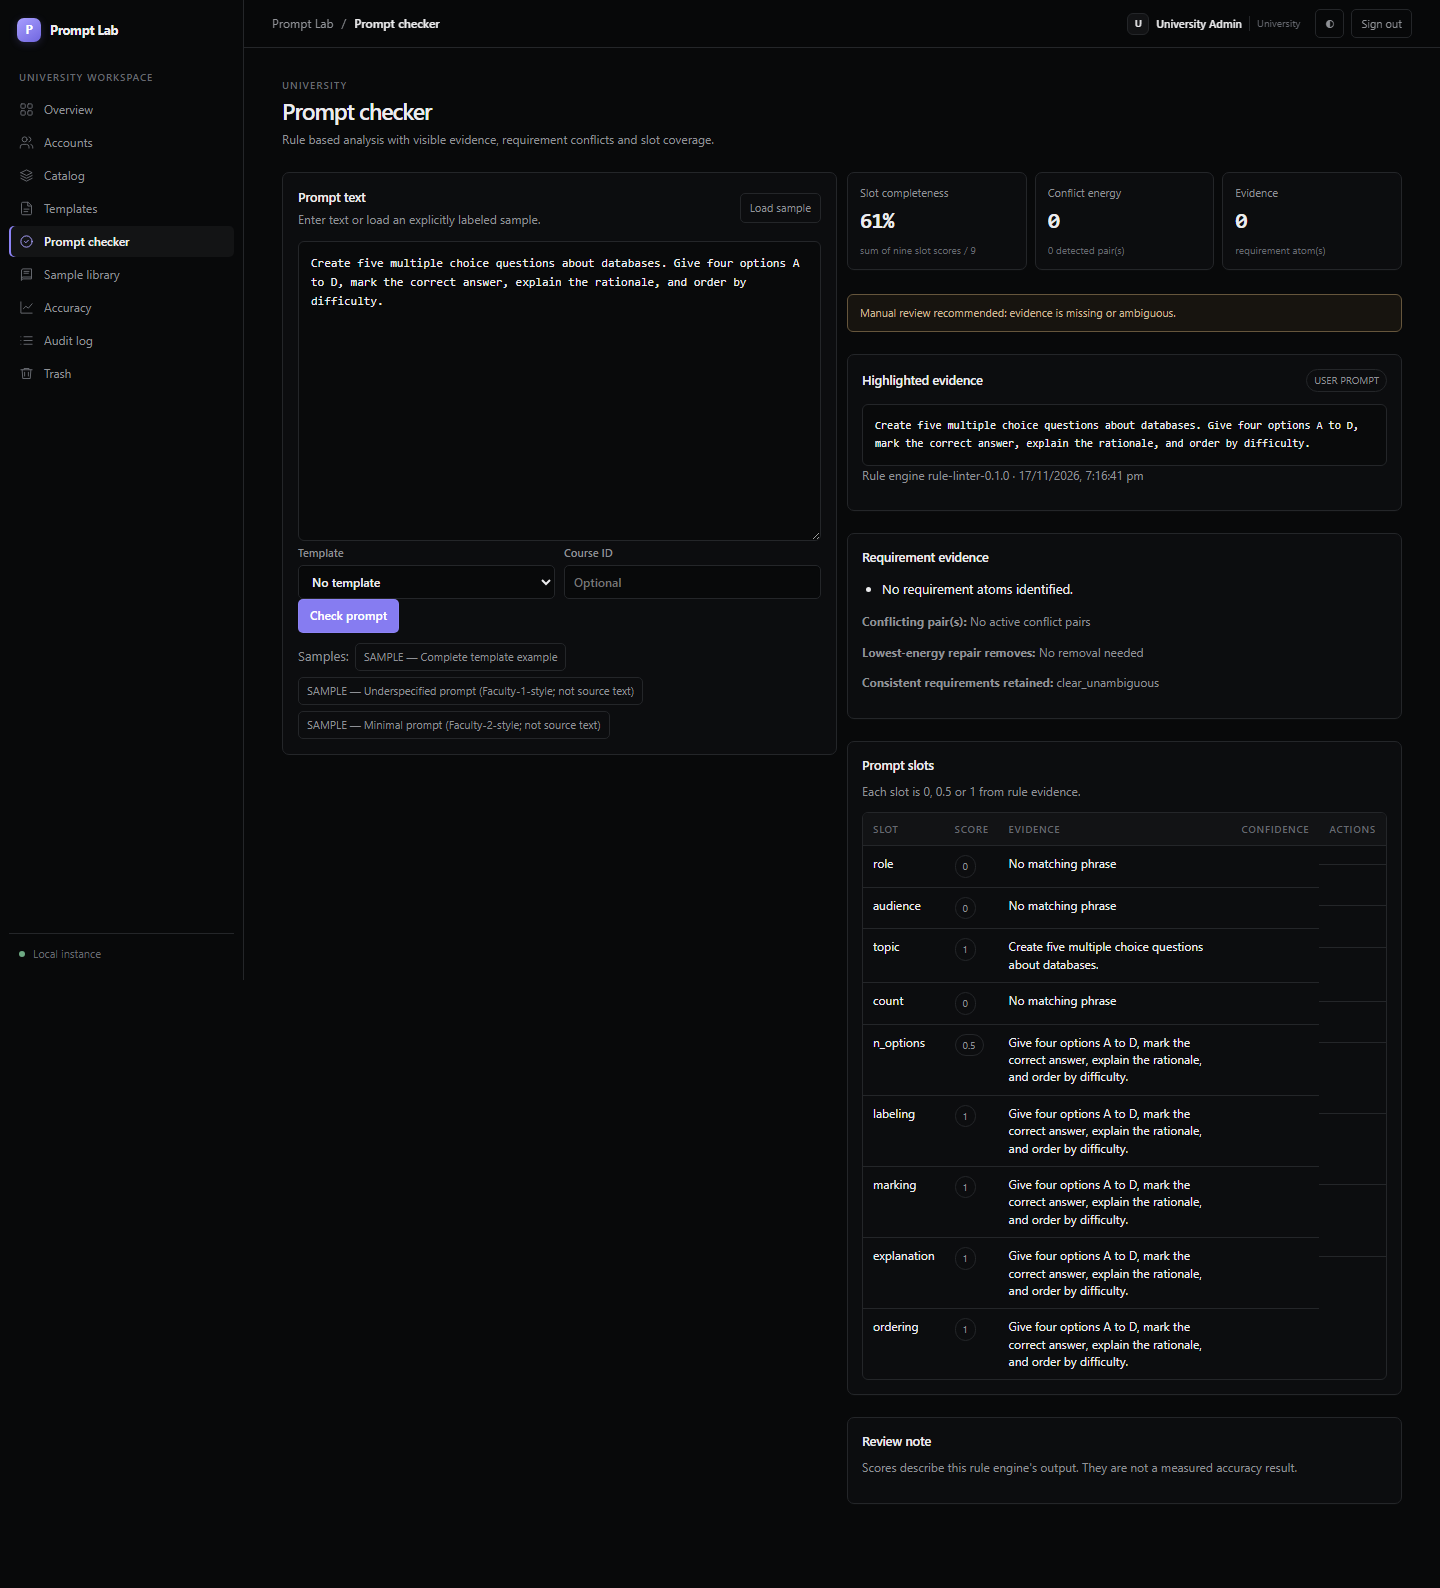 P Prompt Lab
UNIVERSITY WORKSPACE
Overview
Accounts
Catalog
Templates
Prompt checker
Sample library
Accuracy
Audit log
Trash
Local instance
Prompt Lab / Prompt checker
U University Admin University Sign out
UNIVERSITY
Prompt checker
Rule based analysis with visible evidence, requirement conflicts and slot coverage.
Prompt text
Enter text or load an explicitly labeled sample.
Load sample
Create five multiple choice questions about databases. Give four options A
to D, mark the correct answer, explain the rationale, and order by
difficulty.
Template
Course ID
No template
Optional
Check prompt
Samples: SAMPLE — Complete template example
SAMPLE — Underspecified prompt (Faculty-1-style; not source text)
SAMPLE — Minimal prompt (Faculty-2-style; not source text)
Slot completeness
61%
sum of nine slot scores / 9
Conflict energy
0
0 detected pair(s)
Evidence
0
requirement atom(s)
Manual review recommended: evidence is missing or ambiguous.
Highlighted evidence
USER PROMPT
Create five multiple choice questions about databases. Give four options A to D,
mark the correct answer, explain the rationale, and order by difficulty.
Rule engine rule-linter-0.1.0 · 17/11/2026, 7:16:41 pm
Requirement evidence
• No requirement atoms identified.
Conflicting pair(s): No active conflict pairs
Lowest-energy repair removes: No removal needed
Consistent requirements retained: clear_unambiguous
Prompt slots
Each slot is 0, 0.5 or 1 from rule evidence.
SLOT SCORE EVIDENCE CONFIDENCE ACTIONS
role 0 No matching phrase
audience 0 No matching phrase
topic 1 Create five multiple choice questions
about databases.
count 0 No matching phrase
n_options 0.5 Give four options A to D, mark the
correct answer, explain the rationale,
and order by difficulty.
labeling 1 Give four options A to D, mark the
correct answer, explain the rationale,
and order by difficulty.
marking 1 Give four options A to D, mark the
correct answer, explain the rationale,
and order by difficulty.
explanation 1 Give four options A to D, mark the
correct answer, explain the rationale,
and order by difficulty.
ordering 1 Give four options A to D, mark the
correct answer, explain the rationale,
and order by difficulty.
Review note
Scores describe this rule engine's output. They are not a measured accuracy result.